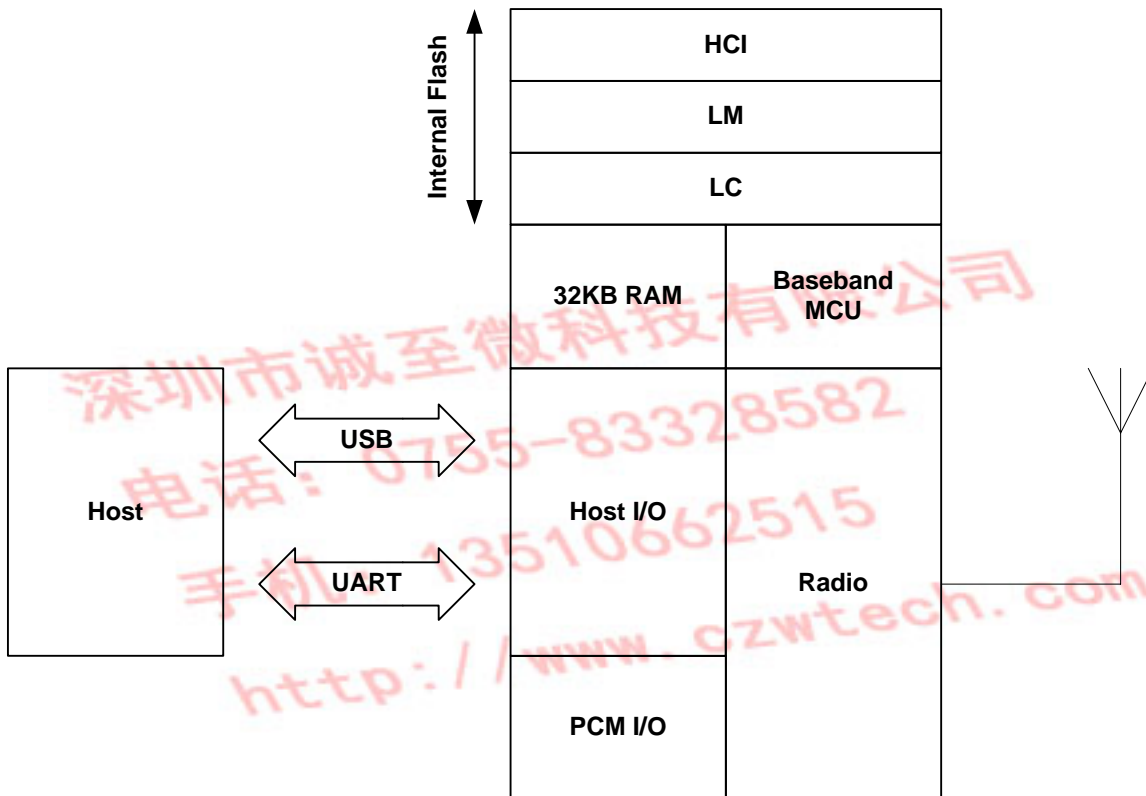 Internal Flash
HCI
LM
LC
32KB RAM
Baseband
MCU
深圳市诚至微科技有限公司
USB
电话：0755-83328582
Host
Host I/O
手机：13510662515
UART
Radio
http://www.czwtech.com
PCM I/O